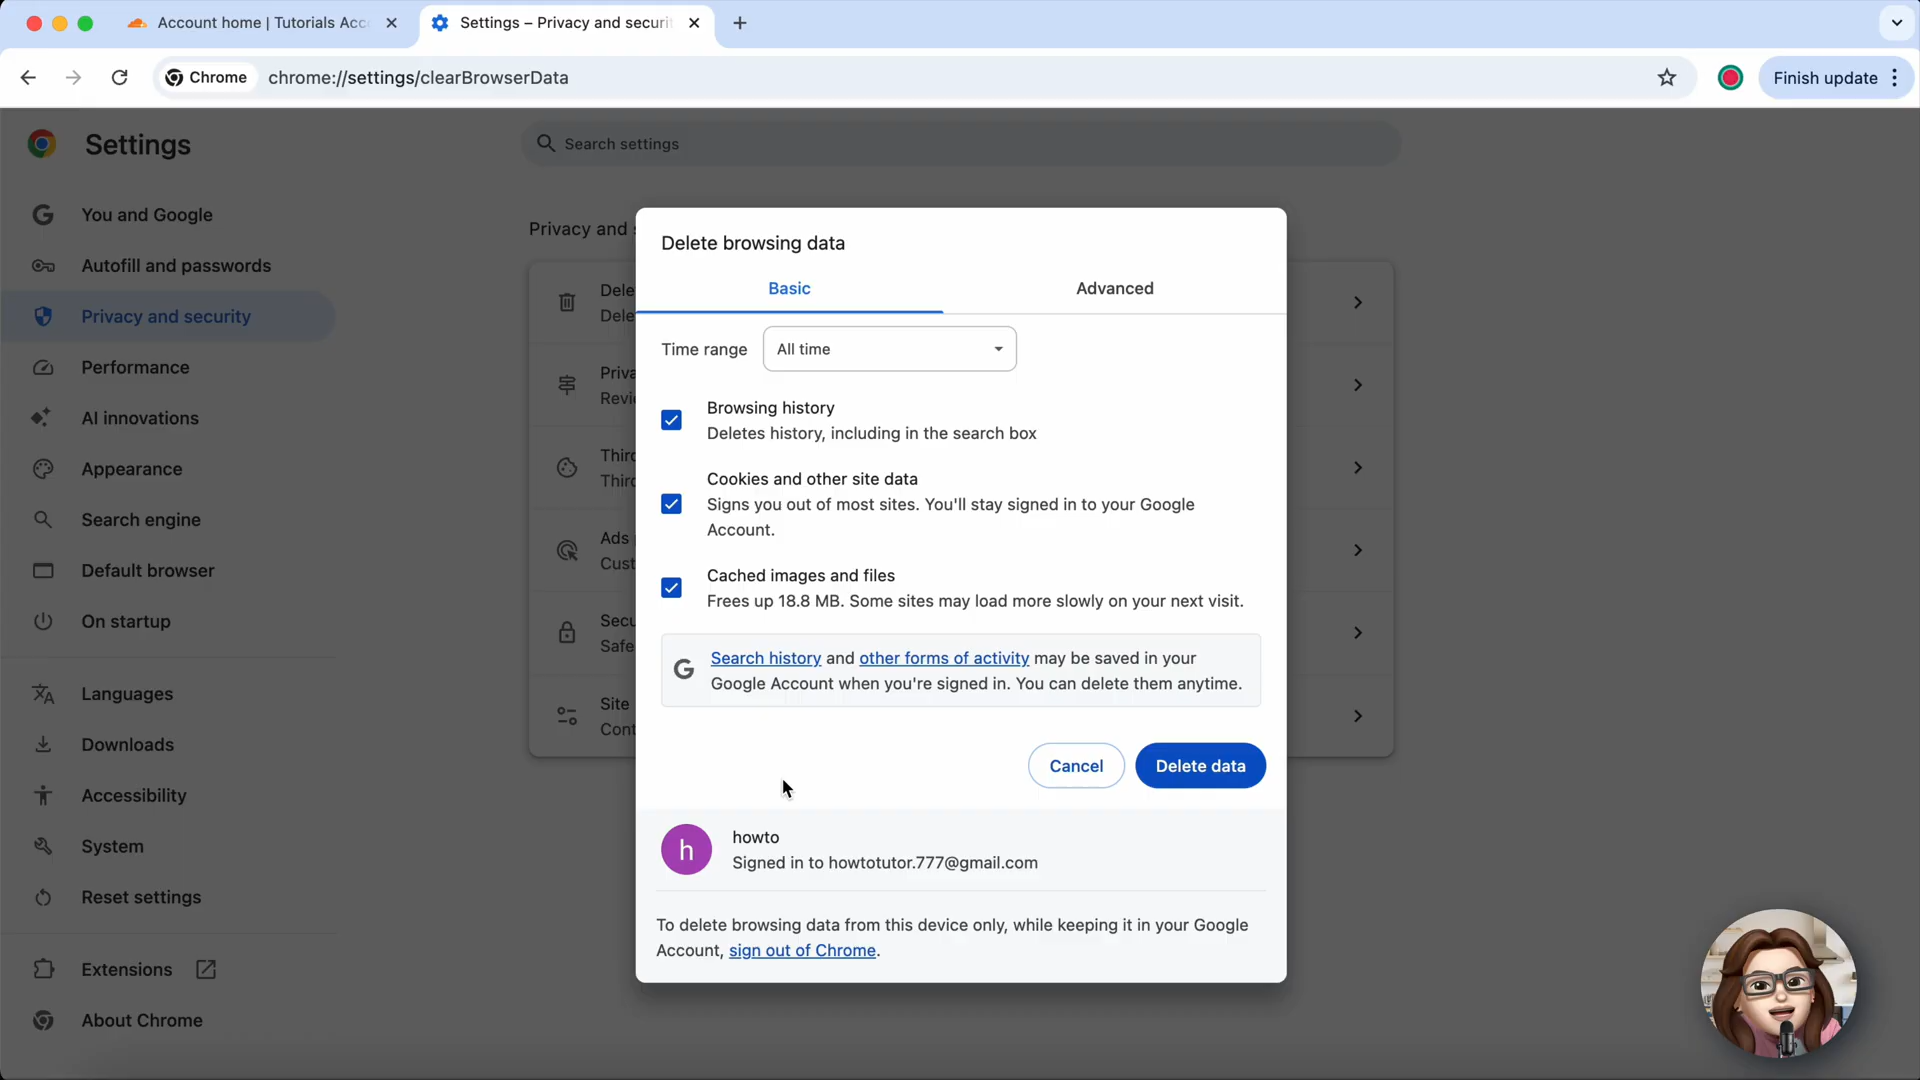 Account home | Tutorials Acc
Settings – Privacy and securi
Chrome
chrome://settings/clearBrowserData
Finish update
Settings
Search settings
You and Google
Autofill and passwords
Privacy and security
Performance
AI innovations
Appearance
Search engine
Default browser
On startup
Languages
Downloads
Accessibility
System
Reset settings
Extensions
About Chrome
Privacy and s
Dele
Dele
Priva
Revie
Third
Third
Ads p
Cust
Secu
Safe
Site
Cont
Delete browsing data
Basic
Advanced
Time range
All time
Browsing history
Deletes history, including in the search box
Cookies and other site data
Signs you out of most sites. You'll stay signed in to your Google
Account.
Cached images and files
Frees up 18.8 MB. Some sites may load more slowly on your next visit.
G
Search history and other forms of activity may be saved in your
Google Account when you're signed in. You can delete them anytime.
Cancel
Delete data
h
howto
Signed in to howtotutor.777@gmail.com
To delete browsing data from this device only, while keeping it in your Google
Account, sign out of Chrome.